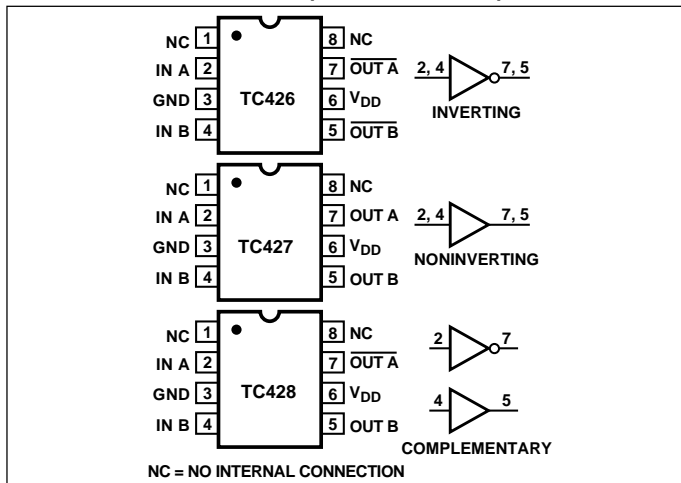 NC 1 8 NC
IN A 2 7 O̅U̅T̅ A̅
GND 3 TC426 6 VDD
IN B 4 5 O̅U̅T̅ B̅
2, 4 7, 5
INVERTING
NC 1 8 NC
IN A 2 7 OUT A
GND 3 TC427 6 VDD
IN B 4 5 OUT B
2, 4 7, 5
NONINVERTING
NC 1 8 NC
IN A 2 7 O̅U̅T̅ A̅
GND 3 TC428 6 VDD
IN B 4 5 OUT B
2 7
4 5
COMPLEMENTARY
NC = NO INTERNAL CONNECTION